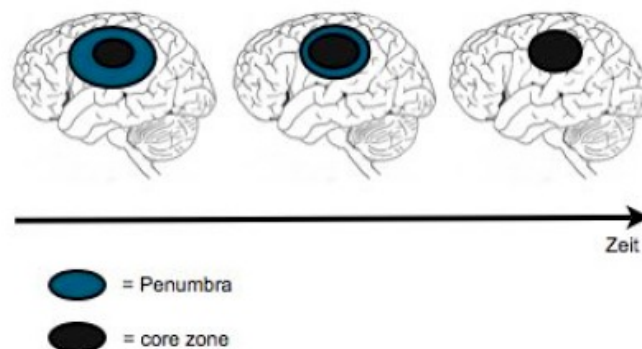 Zeit
= Penumbra
= core zone